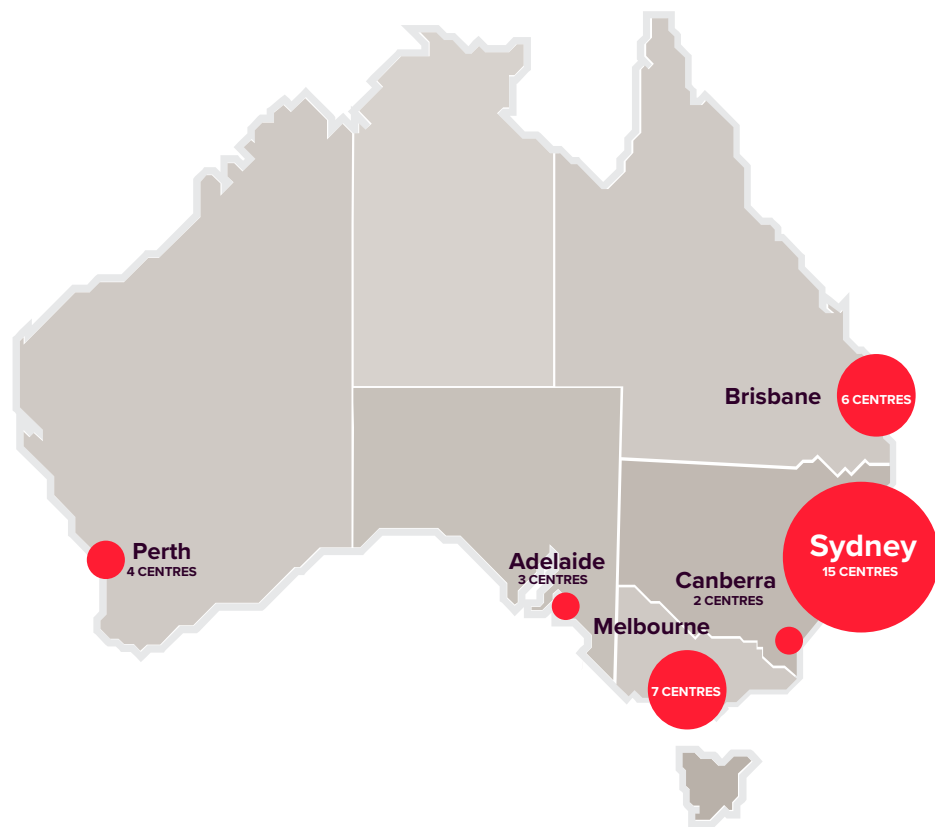 Brisbane
6 CENTRES
Sydney
15 CENTRES
Perth
4 CENTRES
Adelaide
3 CENTRES
Canberra
2 CENTRES
Melbourne
7 CENTRES